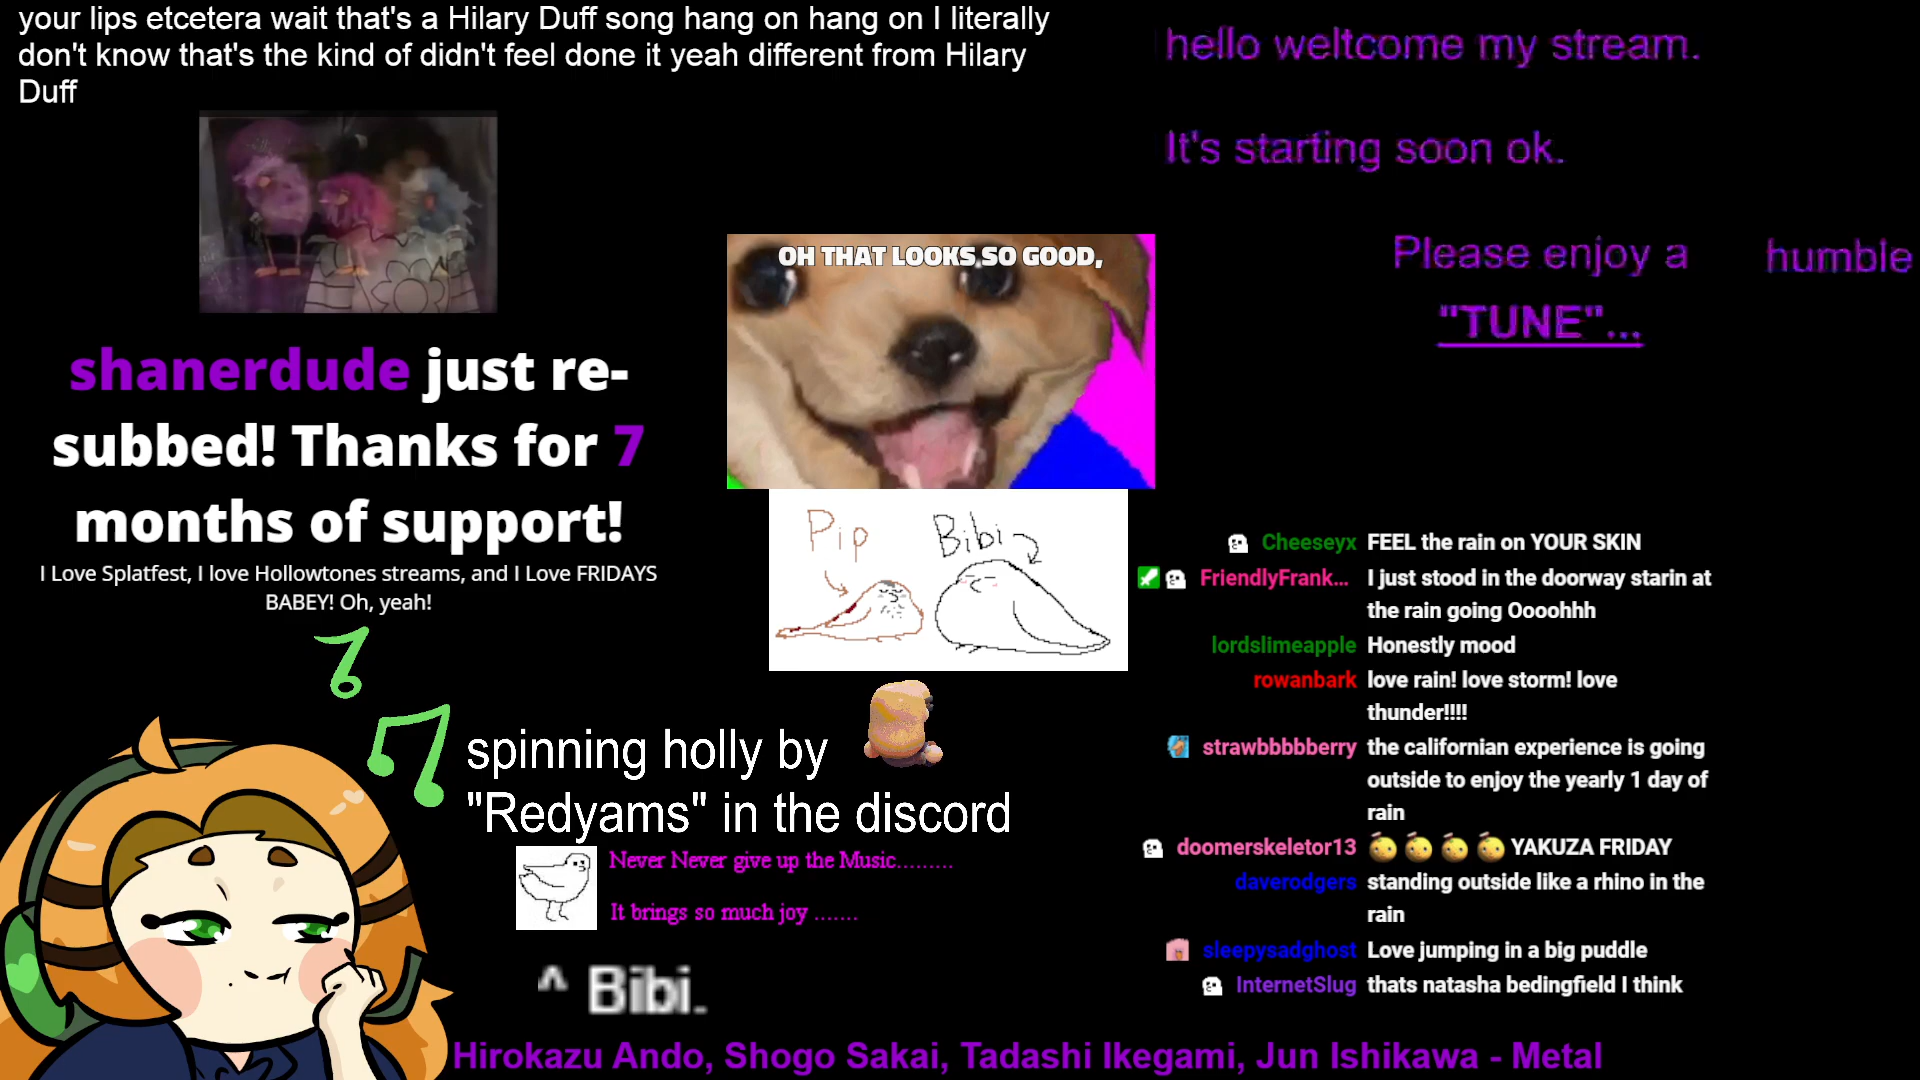 your lips etcetera wait that's a Hilary Duff song hang on hang on I literally
don't know that's the kind of didn't feel done it yeah different from Hilary
Duff
hello weltcome my stream.
It's starting soon ok.
Please enjoy a humble
"TUNE"...
OH THAT LOOKS SO GOOD,
shanerdude just re-
subbed! Thanks for 7
months of support!
I Love Splatfest, I love Hollowtones streams, and I Love FRIDAYS
BABEY! Oh, yeah!
Pip
Bibi
spinning holly by
"Redyams" in the discord
Never Never give up the Music.........
It brings so much joy .......
^ Bibi.
Cheeseyx FEEL the rain on YOUR SKIN
FriendlyFrank... I just stood in the doorway starin at
the rain going Ooohhh
lordslimeapple Honestly mood
rowanbark love rain! love storm! love
thunder!!!!
strawbbbbberry the californian experience is going
outside to enjoy the yearly 1 day of
rain
doomerskeletor13 YAKUZA FRIDAY
daverodgers standing outside like a rhino in the
rain
sleepysadghost Love jumping in a big puddle
InternetSlug thats natasha bedingfield I think
Hirokazu Ando, Shogo Sakai, Tadashi Ikegami, Jun Ishikawa - Metal